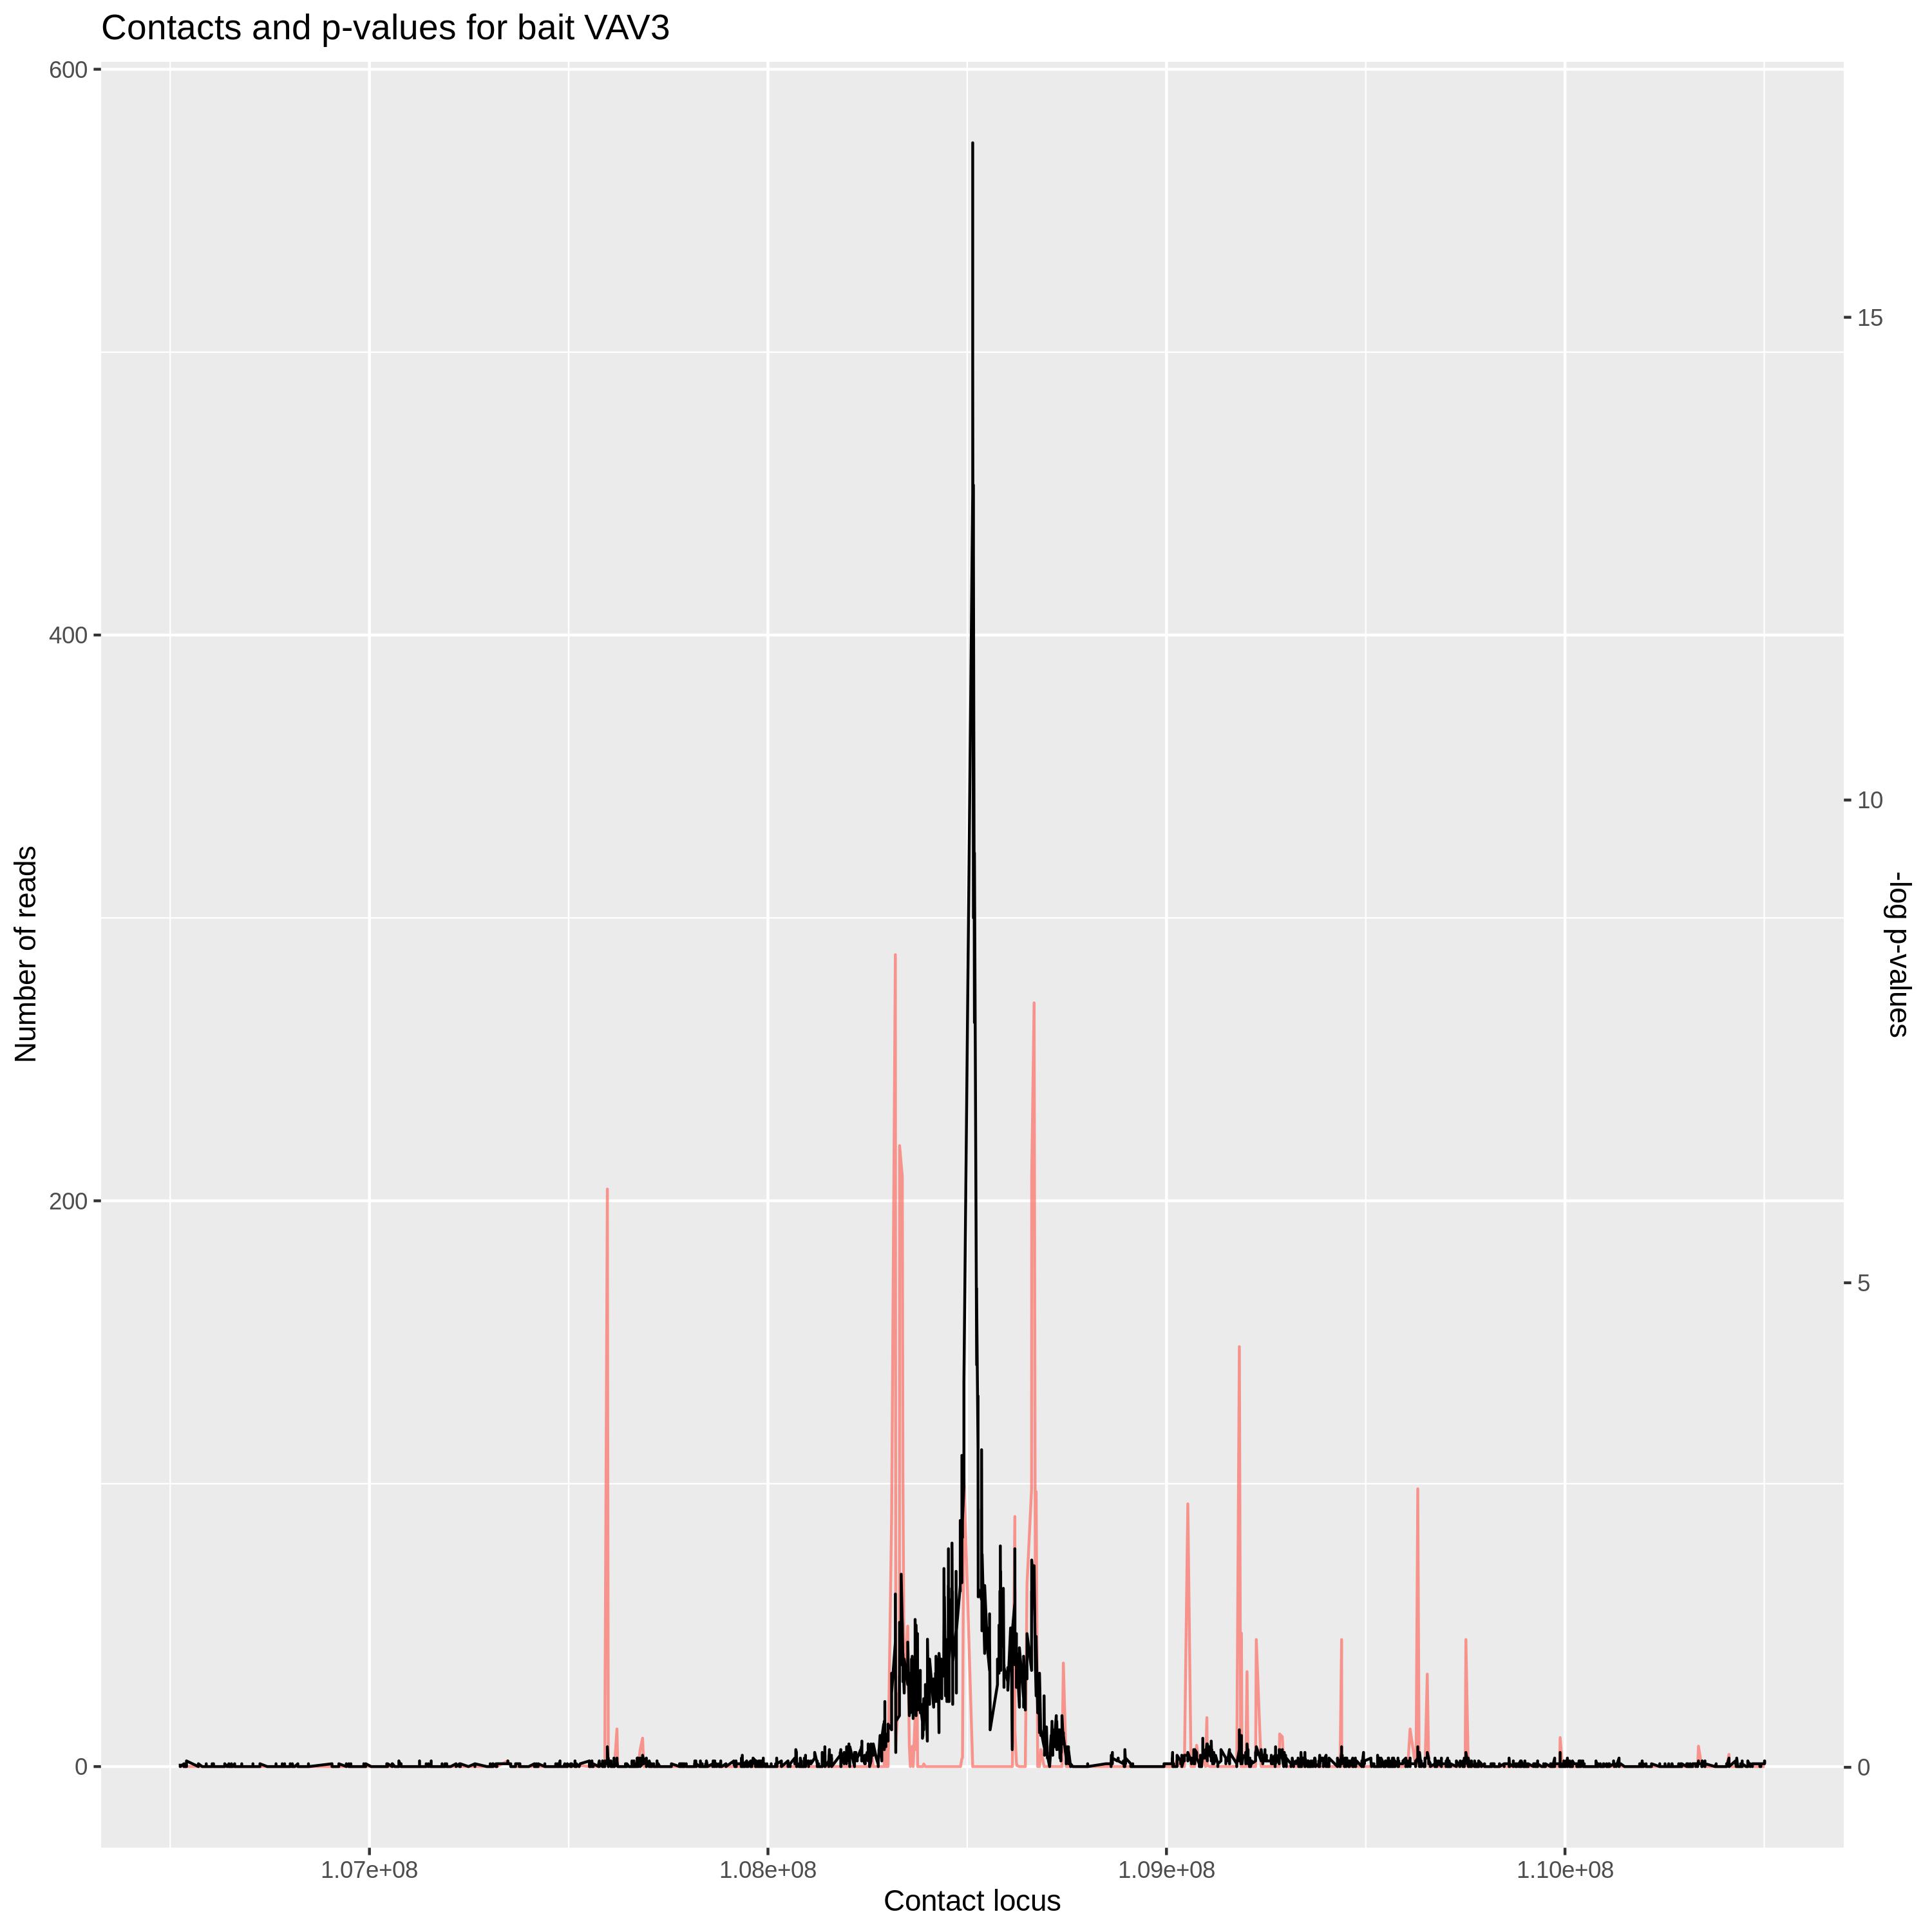 Contacts and p-values for bait VAV3
600
400
200
0
Number of reads
15
10
5
0
-log p-values
1.07e+08
1.08e+08
1.09e+08
1.10e+08
Contact locus